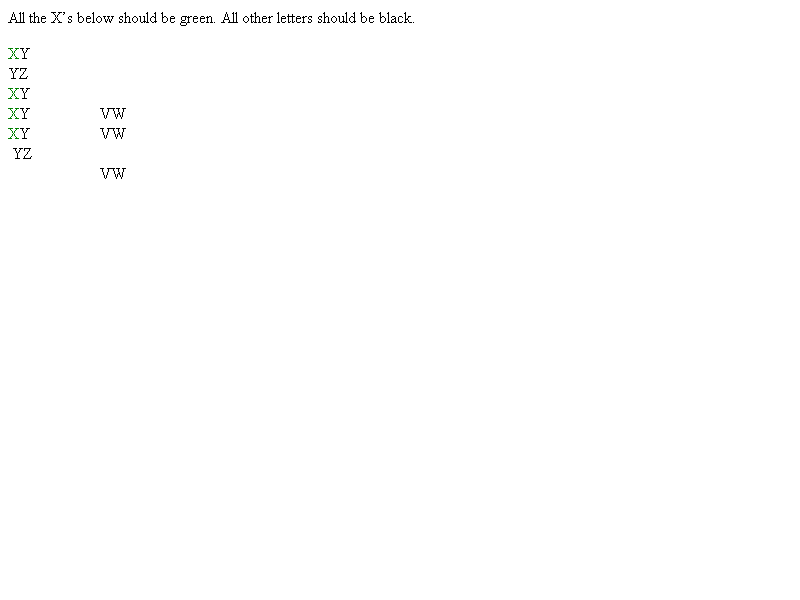 All the X's below should be green. All other letters should be black.
XY
YZ
XY
XY VW
XY VW
YZ
VW